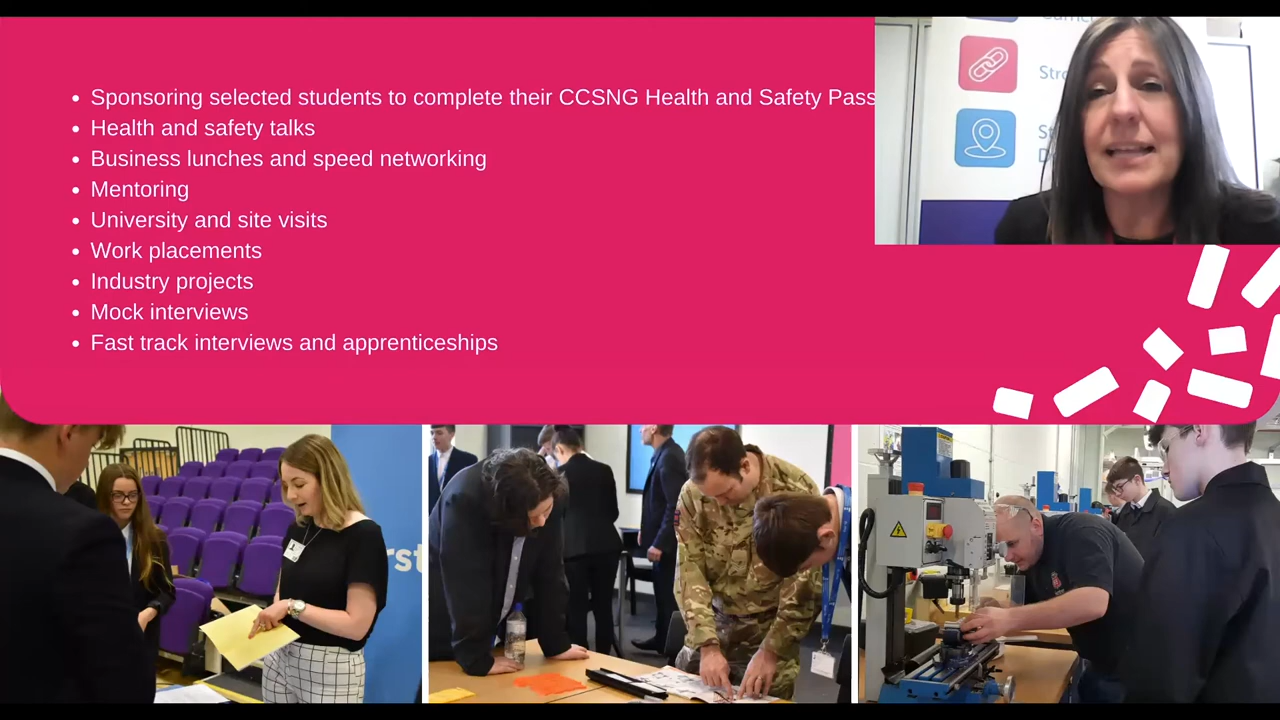 Sponsoring selected students to complete their CCSNG Health and Safety Pass
Health and safety talks
Business lunches and speed networking
Mentoring
University and site visits
Work placements
Industry projects
Mock interviews
Fast track interviews and apprenticeships